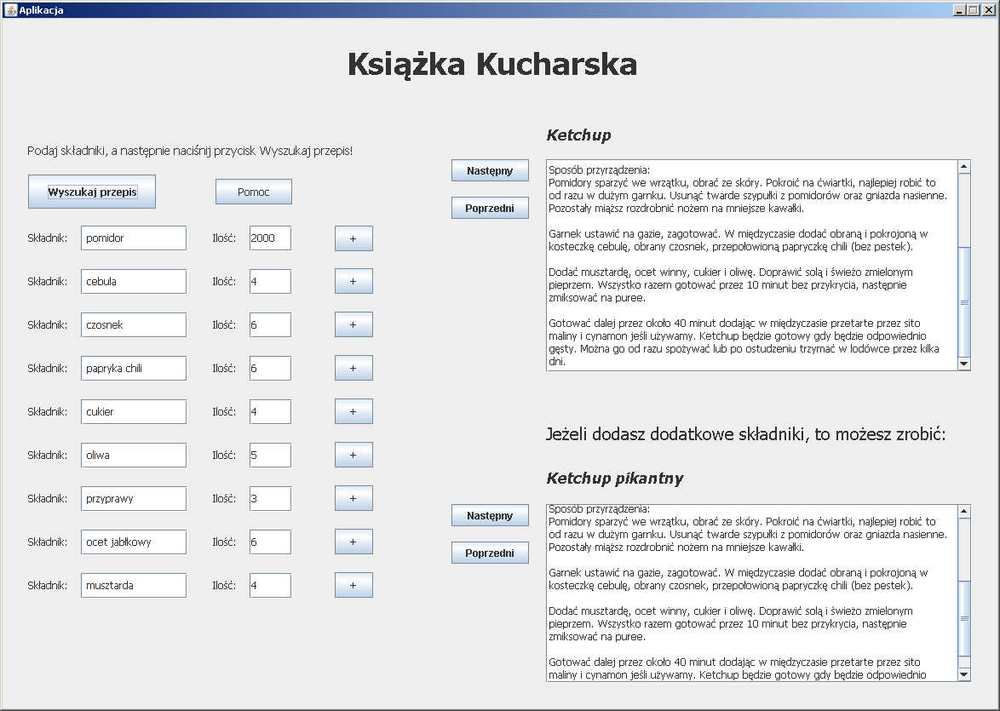 Aplikacja
Książka Kucharska
Podaj składniki, a następnie naciśnij przycisk Wyszukaj przepis!
Wyszukaj przepis
Pomoc
Składnik: pomidor Ilość: 2000 +
Składnik: cebula Ilość: 4 +
Składnik: czosnek Ilość: 6 +
Składnik: papryka chili Ilość: 6 +
Składnik: cukier Ilość: 4 +
Składnik: oliwa Ilość: 5 +
Składnik: przyprawy Ilość: 3 +
Składnik: ocet jabłkowy Ilość: 6 +
Składnik: musztarda Ilość: 4 +
Następny
Poprzedni
Ketchup
Sposób przyrządzenia:
Pomidory sparzyć we wrzątku, obrać ze skóry. Pokroić na ćwiartki, najlepiej robić to
od razu w dużym garnku. Usunąć twarde szypułki z pomidorów oraz gniazda nasienne.
Pozostały miąższ rozdrobnić nożem na mniejsze kawałki.
Garnek ustawić na gazie, zagotować. W międzyczasie dodać obraną i pokrojoną w
kosteczkę cebulę, obrany czosnek, przepołowioną papryczkę chili (bez pestek).
Dodać musztardę, ocet winny, cukier i oliwę. Doprawić solą i świeżo zmielonym
pieprzem. Wszystko razem gotować przez 10 minut bez przykrycia, następnie
zmiksować na puree.
Gotować dalej przez około 40 minut dodając w międzyczasie przetarte przez sito
maliny i cynamon jeśli używamy. Ketchup będzie gotowy gdy będzie odpowiednio
gęsty. Można go od razu spożywać lub po ostudzeniu trzymać w lodówce przez kilka
dni.
Jeżeli dodasz dodatkowe składniki, to możesz zrobić:
Ketchup pikantny
Następny
Poprzedni
Sposób przyrządzenia:
Pomidory sparzyć we wrzątku, obrać ze skóry. Pokroić na ćwiartki, najlepiej robić to
od razu w dużym garnku. Usunąć twarde szypułki z pomidorów oraz gniazda nasienne.
Pozostały miąższ rozdrobnić nożem na mniejsze kawałki.
Garnek ustawić na gazie, zagotować. W międzyczasie dodać obraną i pokrojoną w
kosteczkę cebulę, obrany czosnek, przepołowioną papryczkę chili (bez pestek).
Dodać musztardę, ocet winny, cukier i oliwę. Doprawić solą i świeżo zmielonym
pieprzem. Wszystko razem gotować przez 10 minut bez przykrycia, następnie
zmiksować na puree.
Gotować dalej przez około 40 minut dodając w międzyczasie przetarte przez sito
maliny i cynamon jeśli używamy. Ketchup będzie gotowy gdy będzie odpowiednio